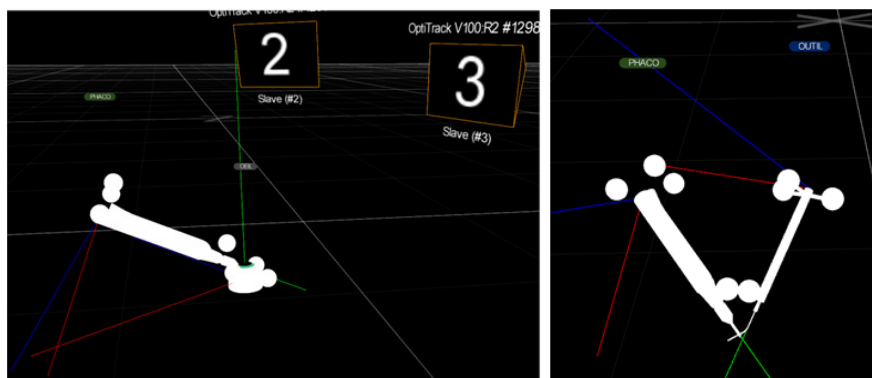 OptiTrack V100:R2 #1298
2
3
Slave (#2)
Slave (#3)
PHACO
OUTIL
PHACO